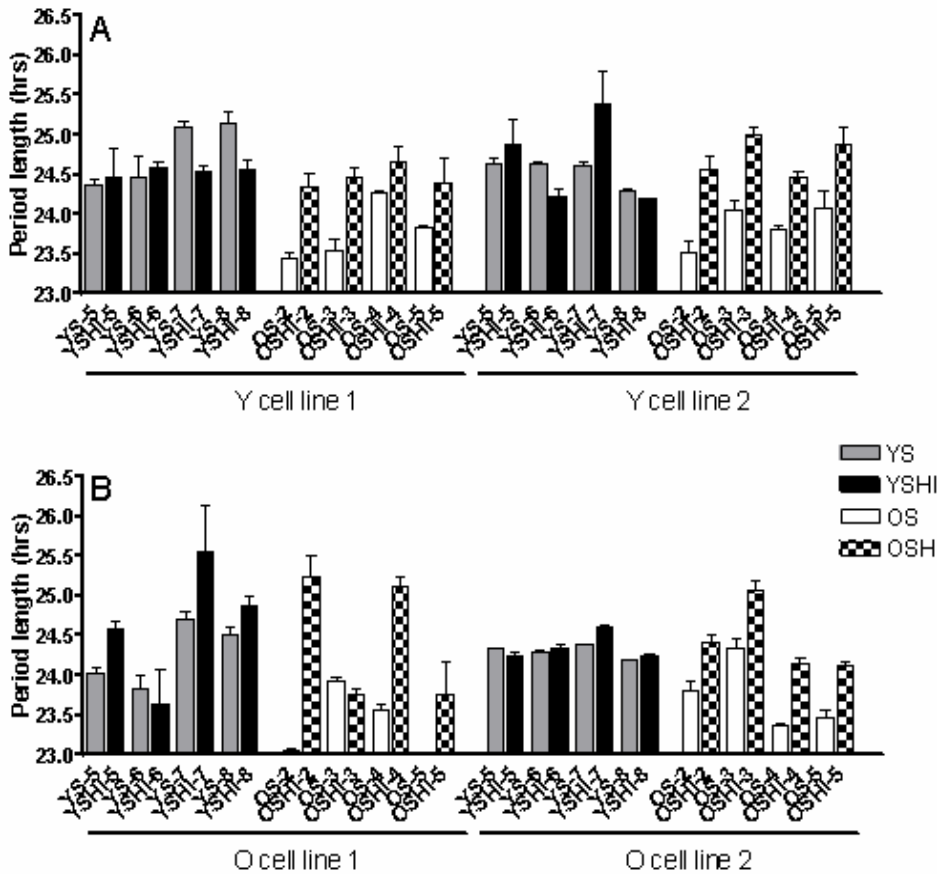 A
Period length (hrs)
26.5
26.0
25.5
25.0
24.5
24.0
23.5
23.0
YS-5 YSHI-5 YS-6 YSHI-6 YS-7 YSHI-7 YS-8 YSHI-8 OS-2 OSHI-2 OS-3 OSHI-3 OS-4 OSHI-4 OS-5 OSHI-5 YS-5 YSHI-5 YS-6 YSHI-6 YS-7 YSHI-7 YS-8 YSHI-8 OS-2 OSHI-2 OS-3 OSHI-3 OS-4 OSHI-4 OS-5 OSHI-5
Y cell line 1 Y cell line 2
YS
YSHI
OS
OSHI
B
Period length (hrs)
26.5
26.0
25.5
25.0
24.5
24.0
23.5
23.0
YS-5 YSHI-5 YS-6 YSHI-6 YS-7 YSHI-7 YS-8 YSHI-8 OS-2 OSHI-2 OS-3 OSHI-3 OS-4 OSHI-4 OS-5 OSHI-5 YS-5 YSHI-5 YS-6 YSHI-6 YS-7 YSHI-7 YS-8 YSHI-8 OS-2 OSHI-2 OS-3 OSHI-3 OS-4 OSHI-4 OS-5 OSHI-5
O cell line 1 O cell line 2